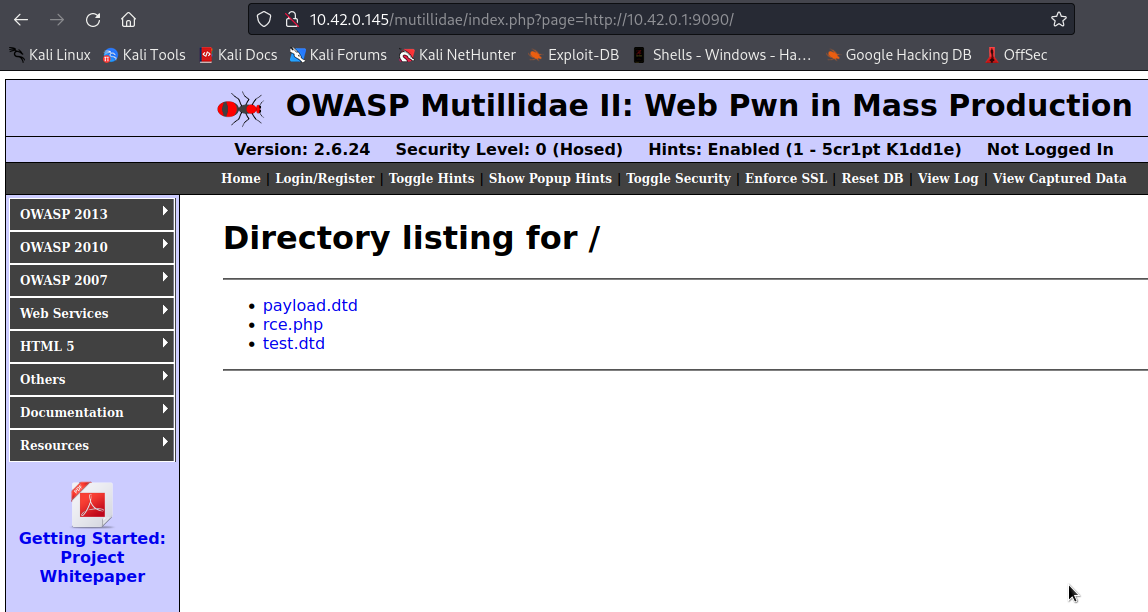 10.42.0.145/mutillidae/index.php?page=http://10.42.0.1:9090/
Kali Linux Kali Tools Kali Docs Kali Forums Kali NetHunter Exploit-DB Shells - Windows - Ha… Google Hacking DB OffSec
OWASP Mutillidae II: Web Pwn in Mass Production
Version: 2.6.24 Security Level: 0 (Hosed) Hints: Enabled (1 - 5cr1pt K1dd1e) Not Logged In
Home | Login/Register | Toggle Hints | Show Popup Hints | Toggle Security | Enforce SSL | Reset DB | View Log | View Captured Data
OWASP 2013
OWASP 2010
OWASP 2007
Web Services
HTML 5
Others
Documentation
Resources
PDF
Getting Started:
Project
Whitepaper
Directory listing for /
payload.dtd
rce.php
test.dtd